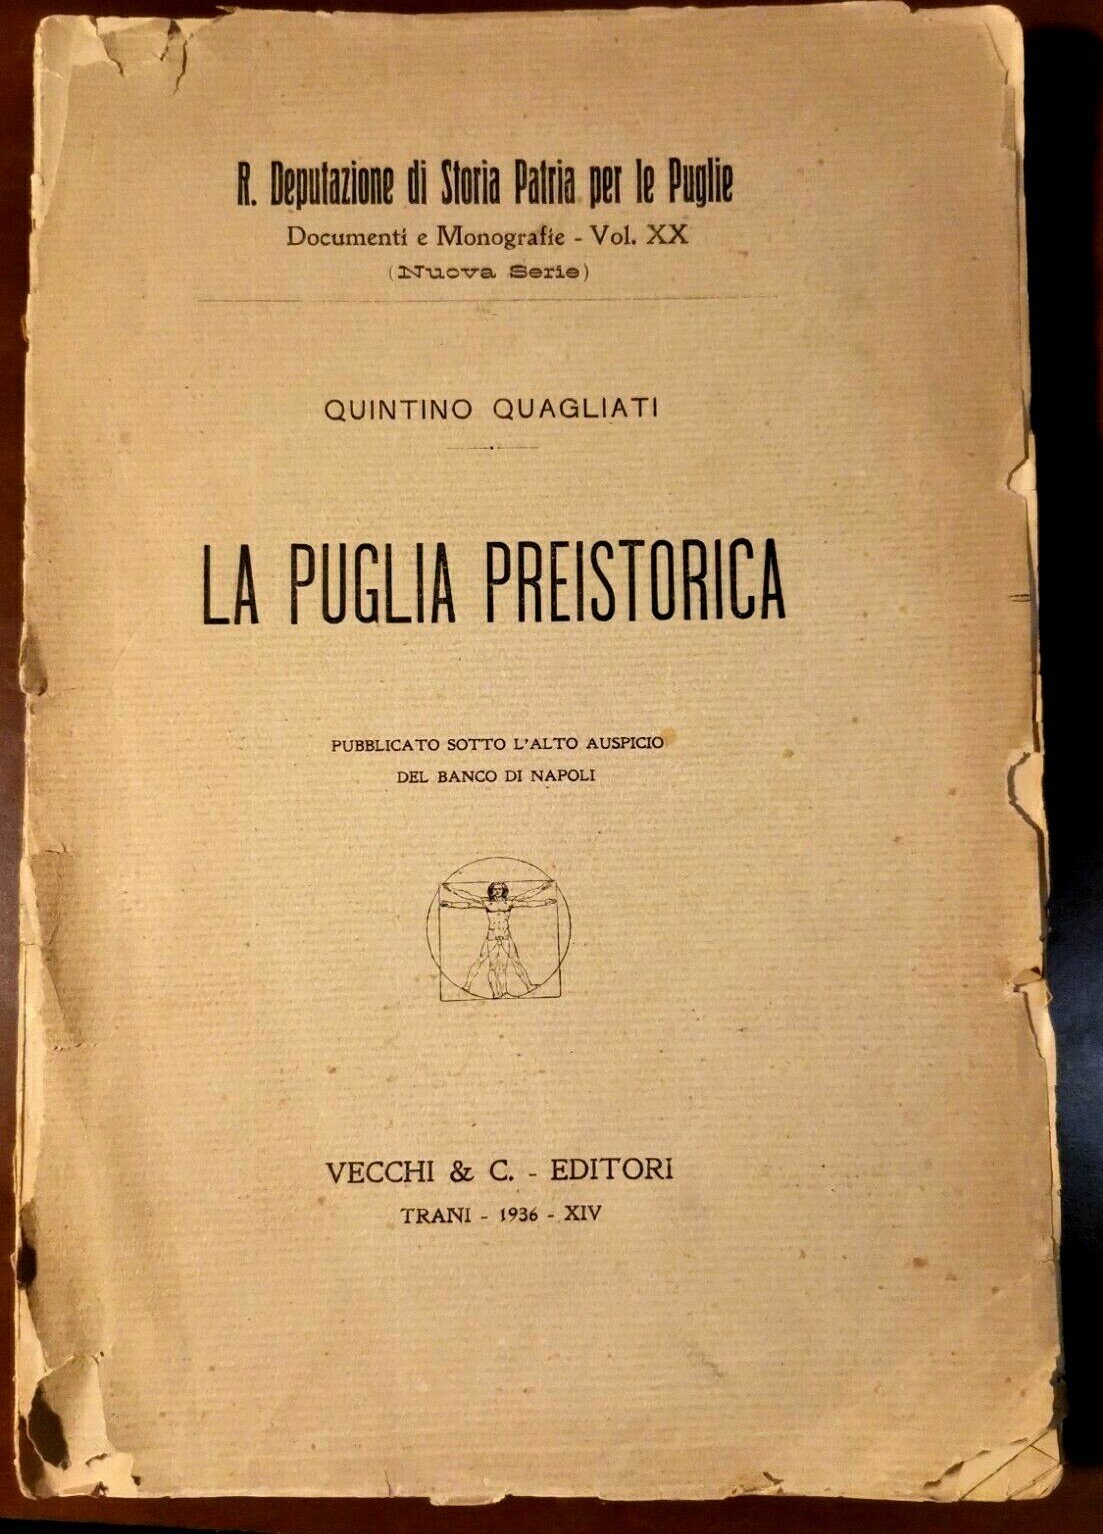 R. Deputazione di Storia Patria per le Puglie
Documenti e Monografie - Vol. XX
(Nuova Serie)
QUINTINO QUAGLIATI
LA PUGLIA PREISTORICA
PUBBLICATO SOTTO L'ALTO AUSPICIO
DEL BANCO DI NAPOLI
VECCHI & C. - EDITORI
TRANI - 1936 - XIV